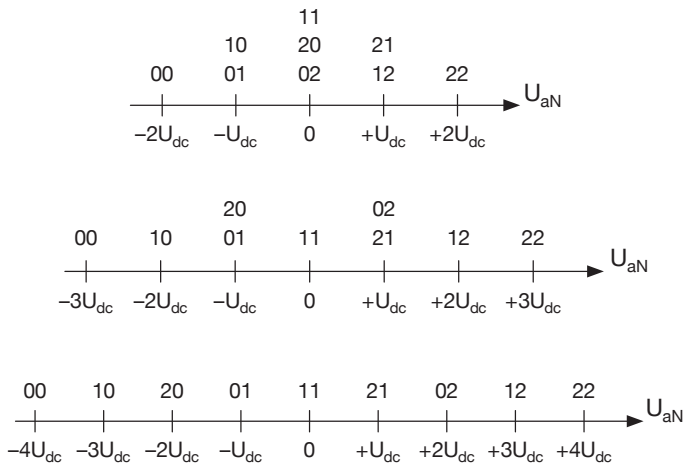 11
10 20 21
00 01 02 12 22
U_aN
−2U_dc −U_dc 0 +U_dc +2U_dc
20 02
00 10 01 11 21 12 22
U_aN
−3U_dc −2U_dc −U_dc 0 +U_dc +2U_dc +3U_dc
00 10 20 01 11 21 02 12 22
U_aN
−4U_dc −3U_dc −2U_dc −U_dc 0 +U_dc +2U_dc +3U_dc +4U_dc